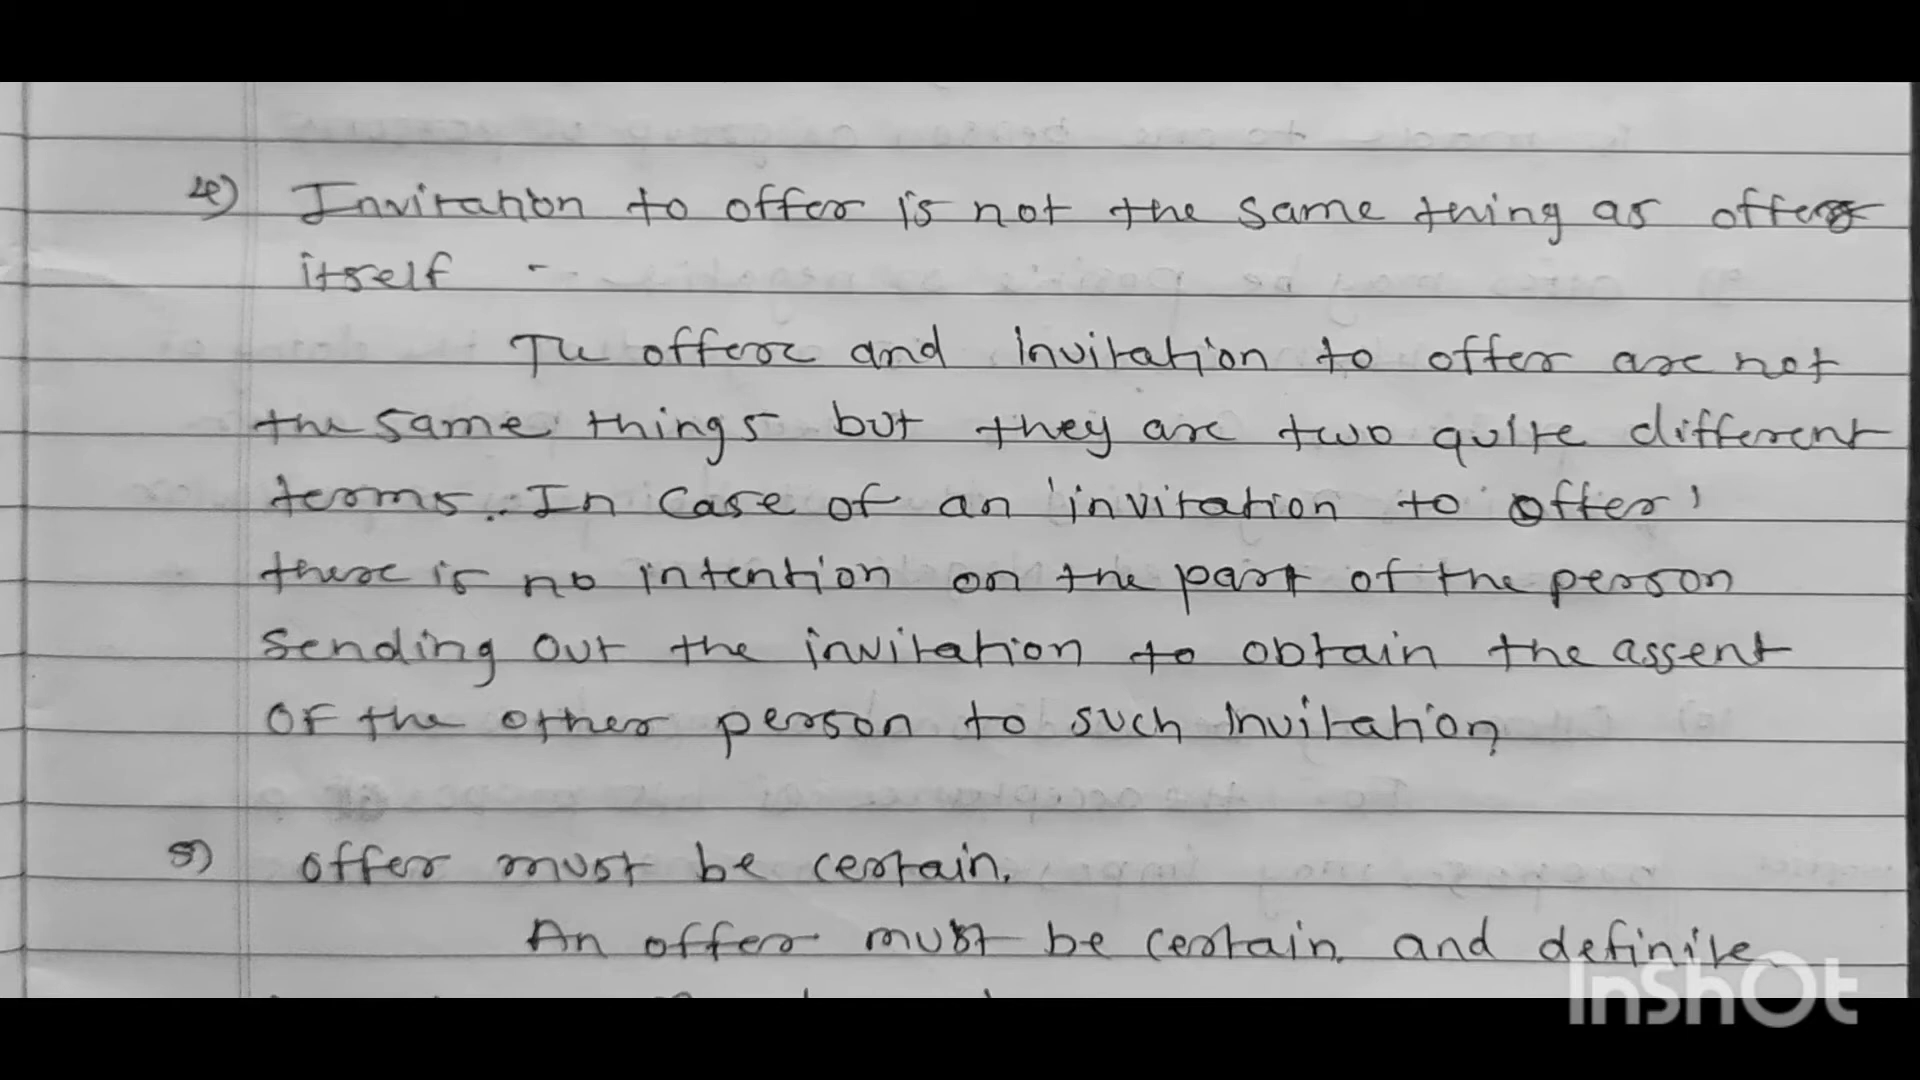 4) Invitation to offer is not the same thing as offer
itself -
The offer and invitation to offer are not
the same things but they are two quite different
terms. In case of an 'invitation to offer'
there is no intention on the part of the person
sending out the invitation to obtain the assent
of the other person to such invitation
5) offer must be certain.
An offer must be certain and definite
InShOt